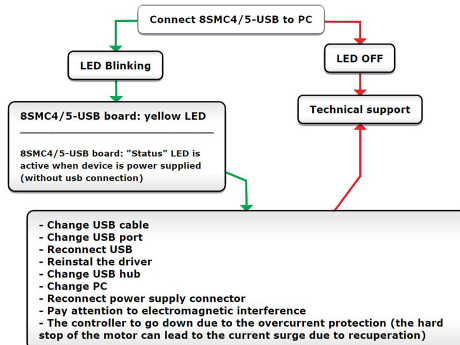 Connect 8SMC4/5-USB to PC
LED Blinking
LED OFF
8SMC4/5-USB board: yellow LED
Technical support
8SMC4/5-USB board: "Status" LED is
active when device is power supplied
(without usb connection)
- Change USB cable
- Change USB port
- Reconnect USB
- Reinstal the driver
- Change USB hub
- Change PC
- Reconnect power supply connector
- Pay attention to electromagnetic interference
- The controller to go down due to the overcurrent protection (the hard
stop of the motor can lead to the current surge due to recuperation)